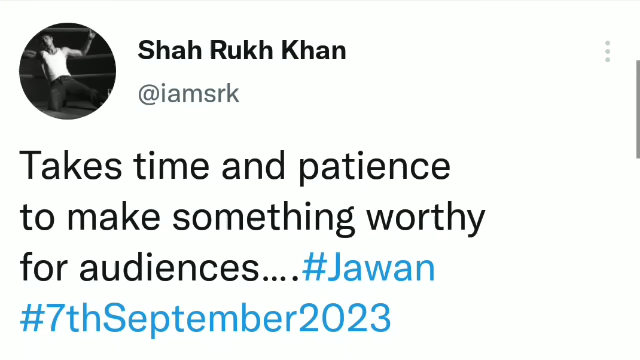 Shah Rukh Khan
@iamsrk
Takes time and patience
to make something worthy
for audiences....#Jawan
#7thSeptember2023